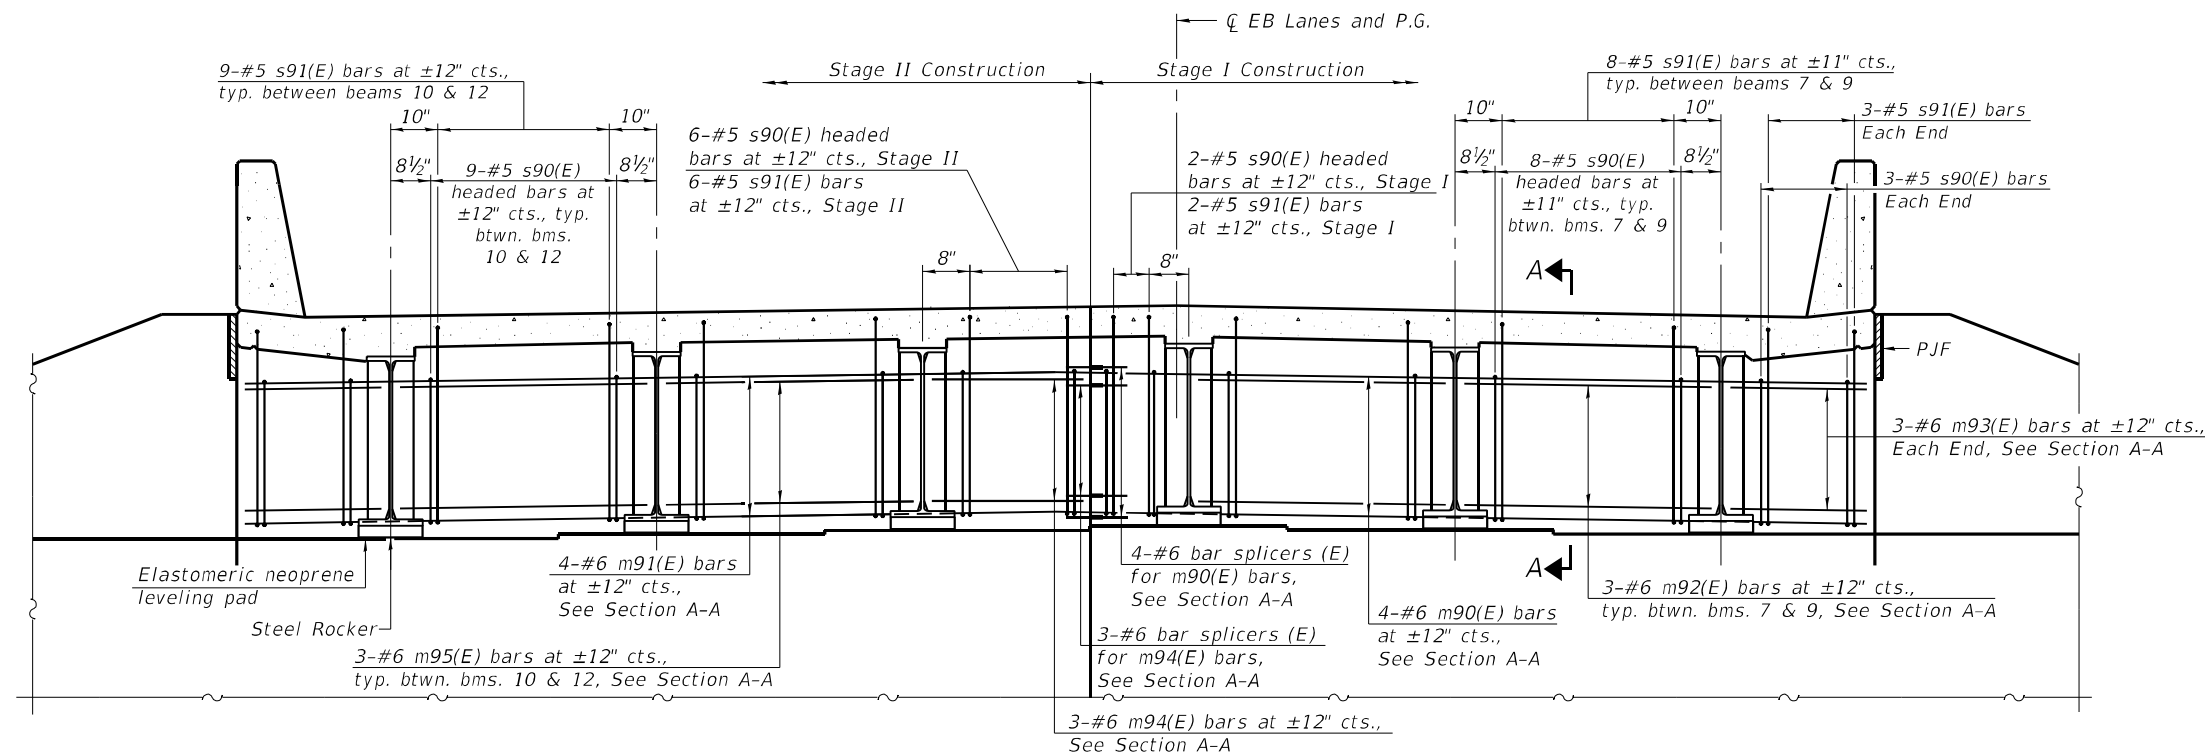 ℄ EB Lanes and P.G.
Stage II Construction
Stage I Construction
9-#5 s91(E) bars at ±12" cts.,
typ. between beams 10 & 12
8-#5 s91(E) bars at ±11" cts.,
typ. between beams 7 & 9
10"
10"
10"
10"
3-#5 s91(E) bars
Each End
6-#5 s90(E) headed
bars at ±12" cts., Stage II
6-#5 s91(E) bars
at ±12" cts., Stage II
2-#5 s90(E) headed
bars at ±12" cts., Stage I
2-#5 s91(E) bars
at ±12" cts., Stage I
8½"
9-#5 s90(E)
headed bars at
±12" cts., typ.
btwn. bms.
10 & 12
8½"
8½"
8-#5 s90(E)
headed bars at
±11" cts., typ.
btwn. bms. 7 & 9
8½"
3-#5 s90(E) bars
Each End
8"
8"
A
PJF
3-#6 m93(E) bars at ±12" cts.,
Each End, See Section A-A
A
Elastomeric neoprene
leveling pad
Steel Rocker
4-#6 m91(E) bars
at ±12" cts.,
See Section A-A
3-#6 m95(E) bars at ±12" cts.,
typ. btwn. bms. 10 & 12, See Section A-A
4-#6 bar splicers (E)
for m90(E) bars,
See Section A-A
3-#6 bar splicers (E)
for m94(E) bars,
See Section A-A
3-#6 m94(E) bars at ±12" cts.,
See Section A-A
4-#6 m90(E) bars
at ±12" cts.,
See Section A-A
3-#6 m92(E) bars at ±12" cts.,
typ. btwn. bms. 7 & 9, See Section A-A